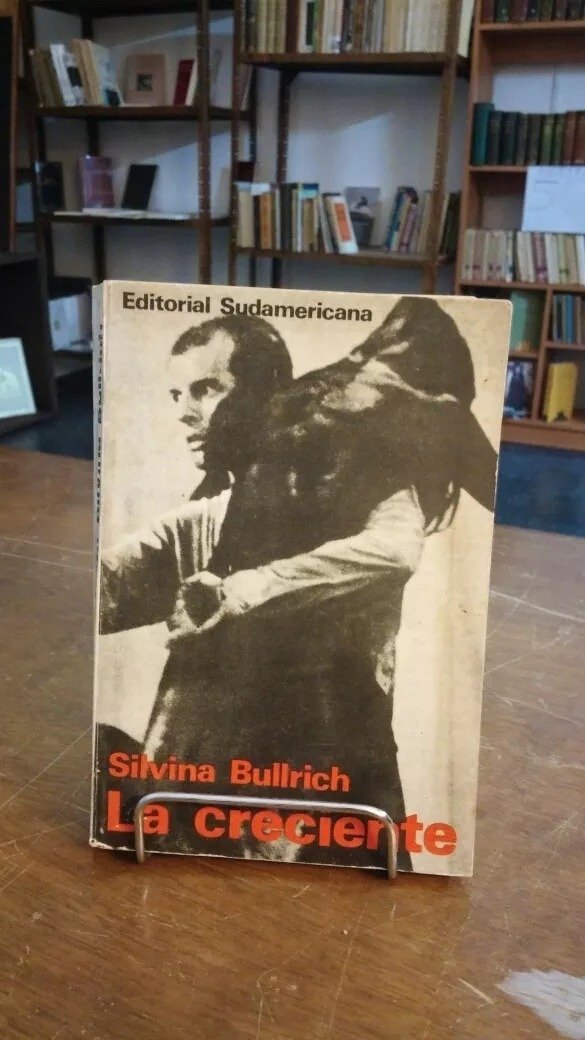 Editorial Sudamericana
Silvina Bullrich
La creciente